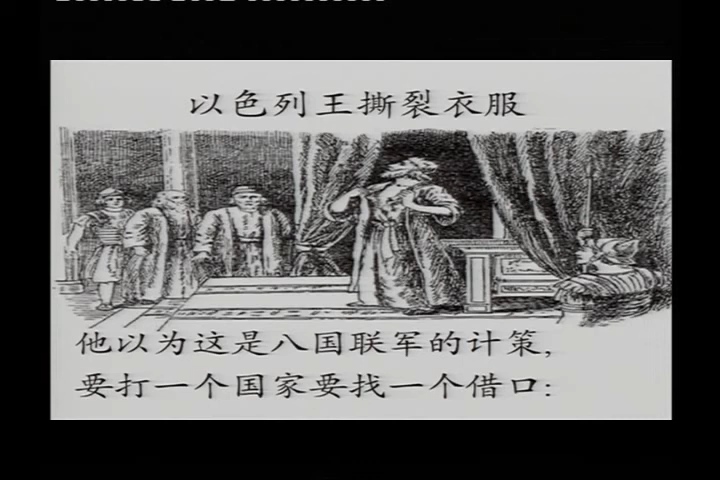 以色列王撕裂衣服
他以为这是八国联军的计策,
要打一个国家要找一个借口: